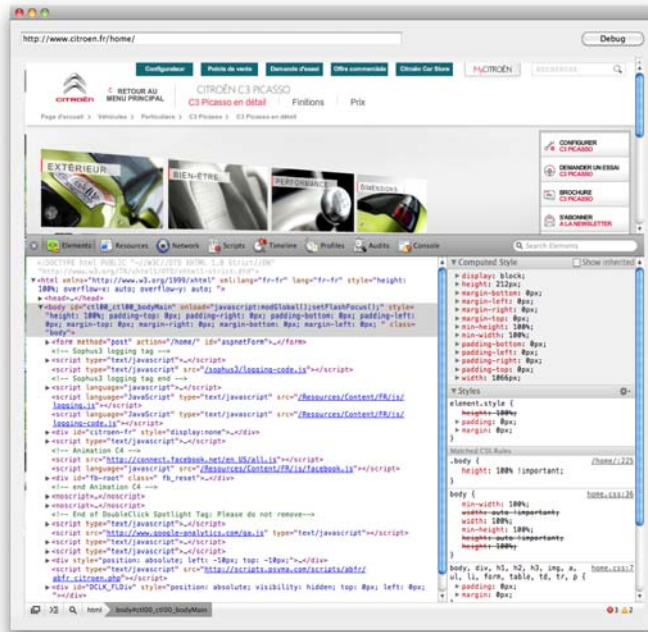 http://www.citroen.fr/home/
Debug
Configurateur
Points de vente
Demande d'essai
Offre commerciale
Citroën Car Store
MyCITROËN
RECHERCHE
CITROËN
RETOUR AU
MENU PRINCIPAL
CITROËN C3 PICASSO
C3 Picasso en détail
Finitions
Prix
Page d'accueil > Véhicules > Particuliers > C3 Picasso > C3 Picasso en détail
EXTÉRIEUR
BIEN-ÊTRE
PERFORMANCE
DIMENSIONS
CONFIGURER
C3 PICASSO
DEMANDER UN ESSAI
C3 PICASSO
BROCHURE
C3 PICASSO
S'ABONNER
A LA NEWSLETTER
Elements
Resources
Network
Scripts
Timeline
Profiles
Audits
Console
Search Elements
<!DOCTYPE html PUBLIC "-//W3C//DTD XHTML 1.0 Strict//EN"
"http://www.w3.org/TR/xhtml1/DTD/xhtml1-strict.dtd">
<html xmlns="http://www.w3.org/1999/xhtml" xml:lang="fr-fr" lang="fr-fr" style="height:
100%; overflow-x: auto; overflow-y: auto; ">
<head>…</head>
<body id="ctl00_ctl00_bodyMain" onload="javascript:modGlobal();setFlashFocus();" style=
"height: 100%; padding-top: 0px; padding-right: 0px; padding-bottom: 0px; padding-left:
0px; margin-top: 0px; margin-right: 0px; margin-bottom: 0px; margin-left: 0px; " class=
"body">
<form method="post" action="/home/" id="aspnetForm">…</form>
<!-- Sophus3 logging tag -->
<script type="text/javascript">…</script>
<script type="text/javascript" src="/sophus3/logging-code.js"></script>
<!-- Sophus3 logging tag end -->
<script language="javascript">…</script>
<script language="JavaScript" type="text/javascript" src="/Resources/Content/FR/js/
logging.js"></script>
<script language="JavaScript" type="text/javascript" src="/Resources/Content/FR/js/
logging-code.js"></script>
<div id="citroen-fr" style="display:none">…</div>
<script type="text/javascript">…</script>
<!-- Animation C4 -->
<script src="http://connect.facebook.net/en_US/all.js"></script>
<script src="/Resources/Content/FR/js/facebook.js"></script>
<div id="fb-root" class=" fb_reset">…</div>
<!-- end Animation C4 -->
<noscript>…</noscript>
<noscript>…</noscript>
<!-- End of DoubleClick Spotlight Tag: Please do not remove-->
<script type="text/javascript">…</script>
<script src="http://www.google-analytics.com/ga.js" type="text/javascript"></script>
<script type="text/javascript">…</script>
<script type="text/javascript">…</script>
<div style="position: absolute; left: -10px; top: -10px;">…</div>
<script type="text/javascript" src="http://scripts.psyma.com/scripts/abfr/
abfr_citroen.php"></script>
<div id="DCLK_FLDiv" style="position: absolute; visibility: hidden; top: 0px; left: 0px;
"></div>
html
body#ctl00_ctl00_bodyMain
Computed Style
Show inherited
display: block;
height: 212px;
margin-bottom: 0px;
margin-left: 0px;
margin-right: 0px;
margin-top: 0px;
min-height: 100%;
min-width: 100%;
padding-bottom: 0px;
padding-left: 0px;
padding-right: 0px;
padding-top: 0px;
width: 1066px;
Styles
element.style {
height: 100%;
padding: 0px;
margin: 0px;
}
Matched CSS Rules
.body { /home/:225
height: 100% !important;
}
body { home.css:36
min-width: 100%;
width: auto !important;
width: 100%;
min-height: 100%;
height: auto !important;
height: 100%;
}
body, div, h1, h2, h3, img, a, home.css:7
ul, li, form, table, td, tr, p {
padding: 0px;
margin: 0px;
3
2